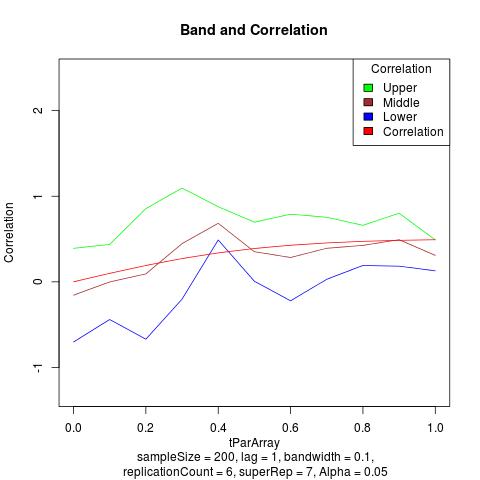 Band and Correlation
Correlation
Upper
Middle
Lower
Correlation
Correlation
2
1
0
-1
0.0 0.2 0.4 0.6 0.8 1.0
tParArray
sampleSize = 200, lag = 1, bandwidth = 0.1,
replicationCount = 6, superRep = 7, Alpha = 0.05